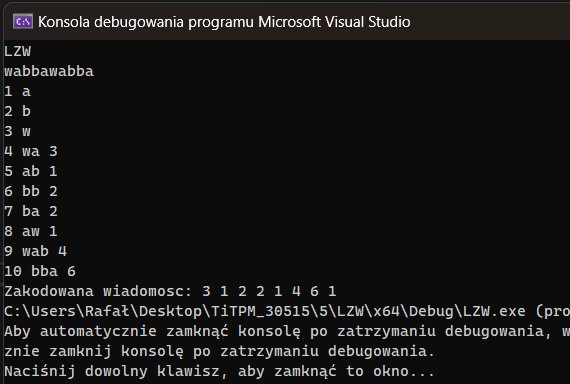 Konsola debugowania programu Microsoft Visual Studio
LZW
wabbawabba
1 a
2 b
3 w
4 wa 3
5 ab 1
6 bb 2
7 ba 2
8 aw 1
9 wab 4
10 bba 6
Zakodowana wiadomosc: 3 1 2 2 1 4 6 1
C:\Users\Rafał\Desktop\TiTPM_30515\5\LZW\x64\Debug\LZW.exe (pro
Aby automatycznie zamknąć konsolę po zatrzymaniu debugowania, w
znie zamknij konsolę po zatrzymaniu debugowania.
Naciśnij dowolny klawisz, aby zamknąć to okno...